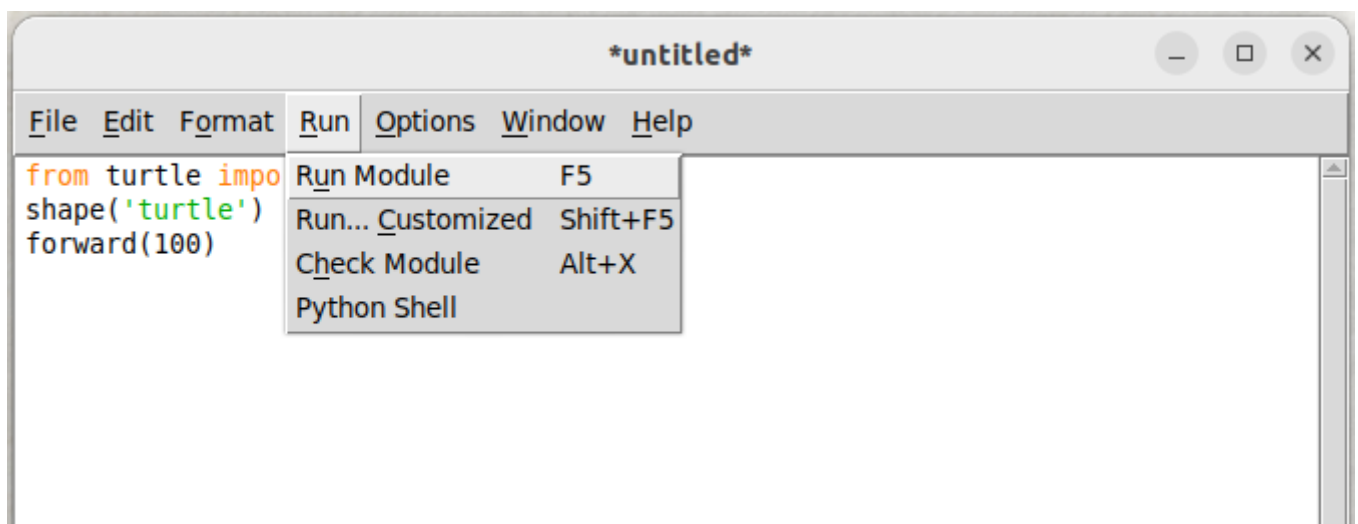 *untitled*
File Edit Format Run Options Window Help
from turtle impo
shape('turtle')
forward(100)
Run Module F5
Run... Customized Shift+F5
Check Module Alt+X
Python Shell